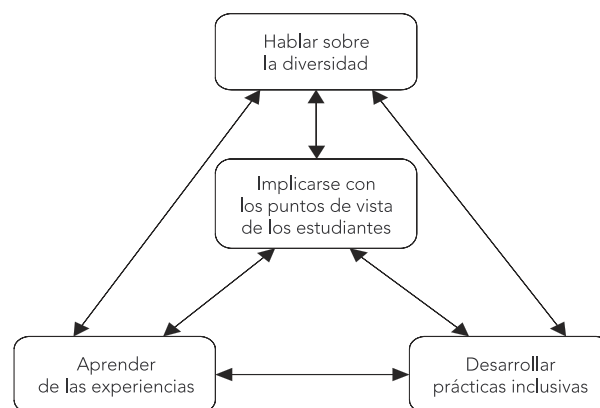 Hablar sobre
la diversidad
Implicarse con
los puntos de vista
de los estudiantes
Aprender
de las experiencias
Desarrollar
prácticas inclusivas